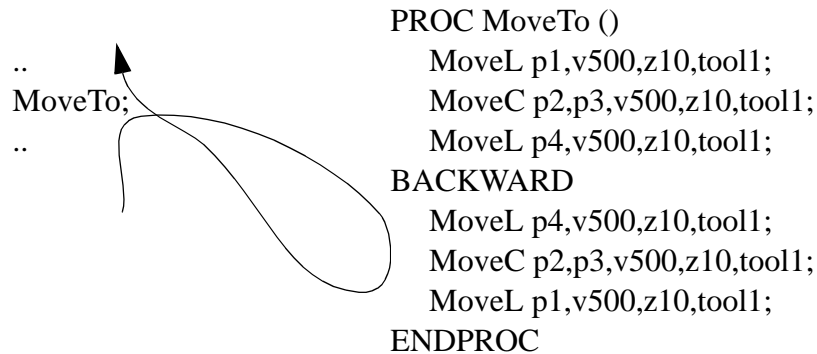 ..
MoveTo;
..
PROC MoveTo ()
MoveL p1,v500,z10,tool1;
MoveC p2,p3,v500,z10,tool1;
MoveL p4,v500,z10,tool1;
BACKWARD
MoveL p4,v500,z10,tool1;
MoveC p2,p3,v500,z10,tool1;
MoveL p1,v500,z10,tool1;
ENDPROC